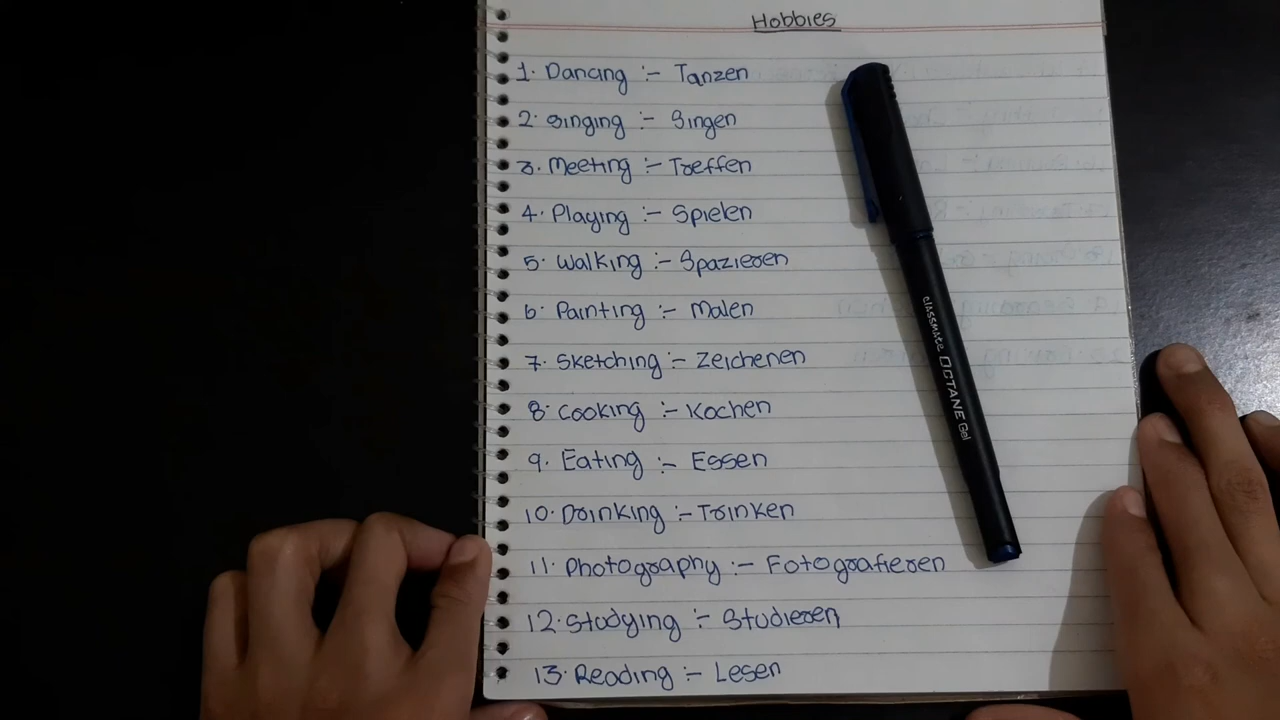 Hobbies
1. Dancing :- Tanzen
2. Singing :- Singen
3. Meeting :- Treffen
4. Playing :- Spielen
5. Walking :- Spazieren
6. Painting :- Malen
7. Sketching :- Zeichenen
8. Cooking :- Kochen
9. Eating :- Essen
10. Drinking :- Trinken
11. Photography :- Fotografieren
12. Studying :- Studieren
13. Reading :- Lesen
classmate OCTANE Gel